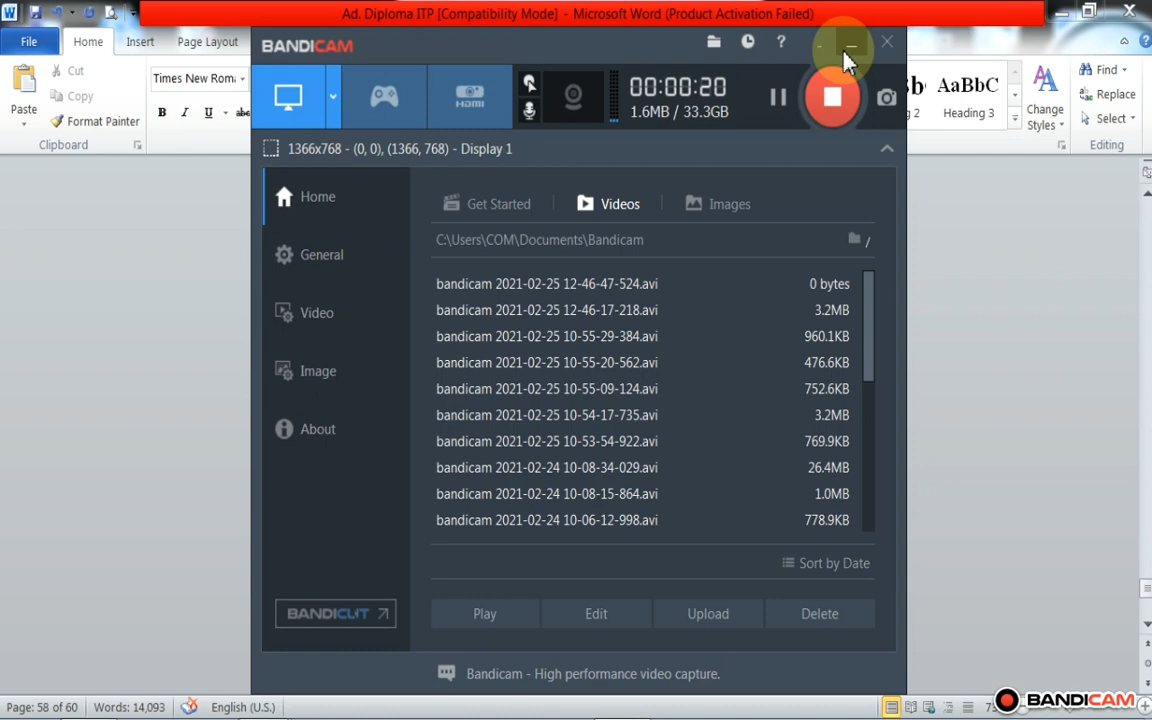 Ad. Diploma ITP [Compatibility Mode] - Microsoft Word (Product Activation Failed)
File
Home
Insert
Page Layout
Cut
Copy
Format Painter
Paste
Clipboard
Times New Rom
B I U abc
AaBbC
Heading 3
Change
Styles
Find
Replace
Select
Editing
BANDICAM
HDMI
00:00:20
1.6MB / 33.3GB
1366x768 - (0, 0), (1366, 768) - Display 1
Home
General
Video
Image
About
BANDICUT
Get Started
Videos
Images
C:\Users\COM\Documents\Bandicam
/
bandicam 2021-02-25 12-46-47-524.avi 0 bytes
bandicam 2021-02-25 12-46-17-218.avi 3.2MB
bandicam 2021-02-25 10-55-29-384.avi 960.1KB
bandicam 2021-02-25 10-55-20-562.avi 476.6KB
bandicam 2021-02-25 10-55-09-124.avi 752.6KB
bandicam 2021-02-25 10-54-17-735.avi 3.2MB
bandicam 2021-02-25 10-53-54-922.avi 769.9KB
bandicam 2021-02-24 10-08-34-029.avi 26.4MB
bandicam 2021-02-24 10-08-15-864.avi 1.0MB
bandicam 2021-02-24 10-06-12-998.avi 778.9KB
Sort by Date
Play
Edit
Upload
Delete
Bandicam - High performance video capture.
Page: 58 of 60
Words: 14,093
English (U.S.)
BANDICAM